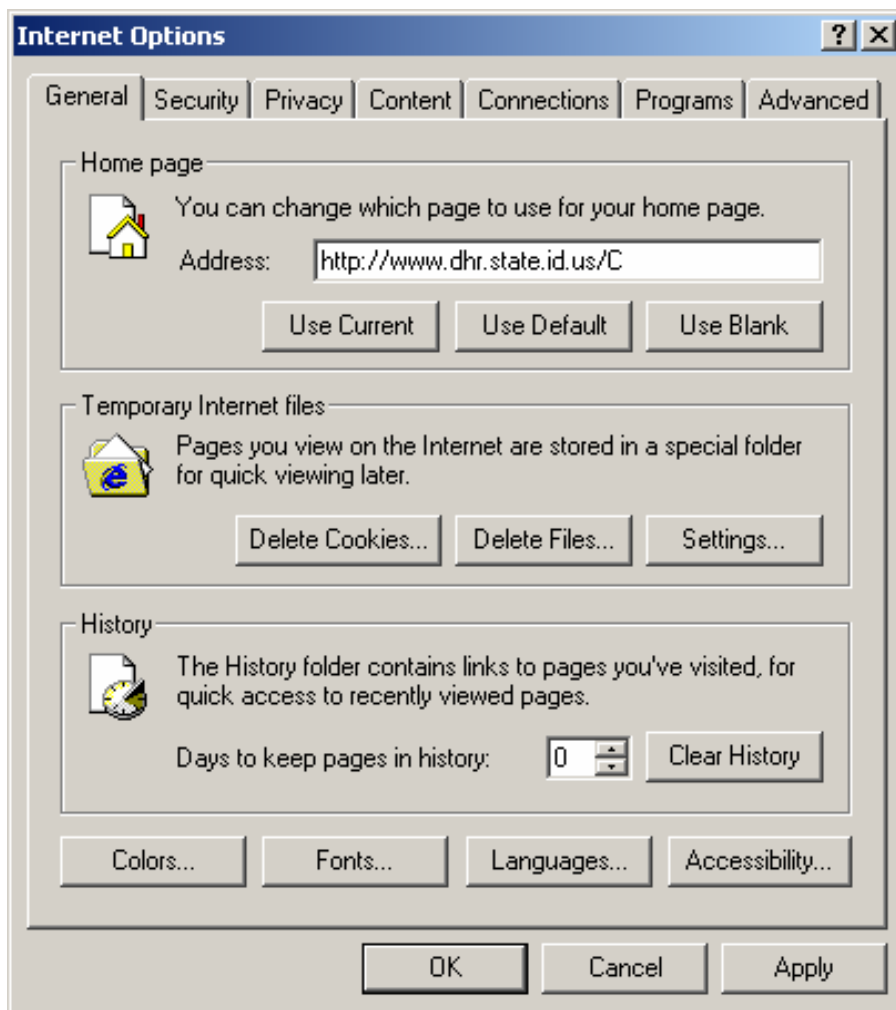 Internet Options
General Security Privacy Content Connections Programs Advanced
Home page
You can change which page to use for your home page.
Address: http://www.dhr.state.id.us/C
Use Current Use Default Use Blank
Temporary Internet files
Pages you view on the Internet are stored in a special folder
for quick viewing later.
Delete Cookies... Delete Files... Settings...
History
The History folder contains links to pages you've visited, for
quick access to recently viewed pages.
Days to keep pages in history: 0 Clear History
Colors... Fonts... Languages... Accessibility...
OK Cancel Apply